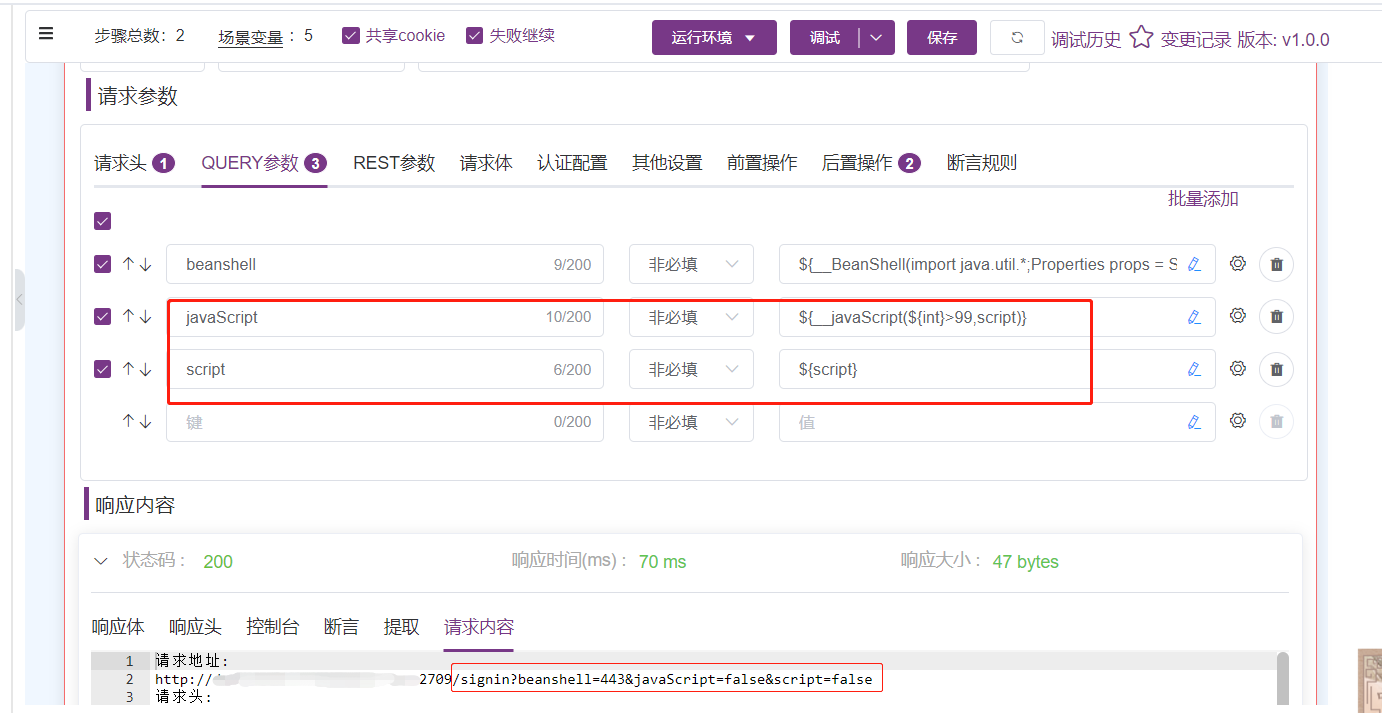 步骤总数： 2 场景变量： 5 共享cookie 失败继续 运行环境 调试 保存 调试历史 变更记录 版本: v1.0.0
请求参数
请求头 1 QUERY参数 3 REST参数 请求体 认证配置 其他设置 前置操作 后置操作 2 断言规则
批量添加
beanshell 9/200 非必填 ${__BeanShell(import java.util.*;Properties props = S
javaScript 10/200 非必填 ${__javaScript(${int}>99,script)}
script 6/200 非必填 ${script}
键 0/200 非必填 值
响应内容
状态码： 200 响应时间(ms)： 70 ms 响应大小： 47 bytes
响应体 响应头 控制台 断言 提取 请求内容
1 请求地址:
2 http:// 2709/signin?beanshell=443&javaScript=false&script=false
3 请求头: